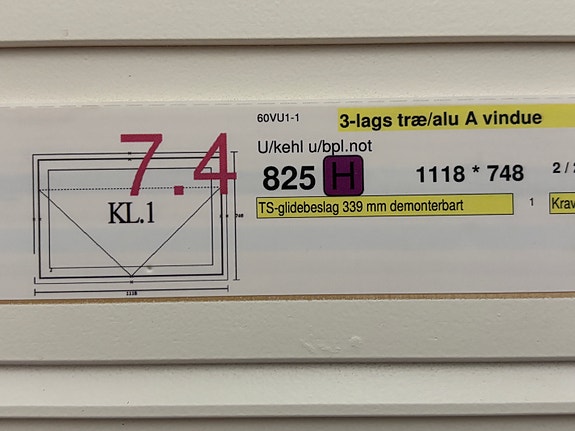 60VU1-1
3-lags træ/alu A vindue
7.4
U/kehl u/bpl.not
825 H 1118 * 748 2 / 2
KL.1
TS-glidebeslag 339 mm demonterbart 1 Krav
748
1118